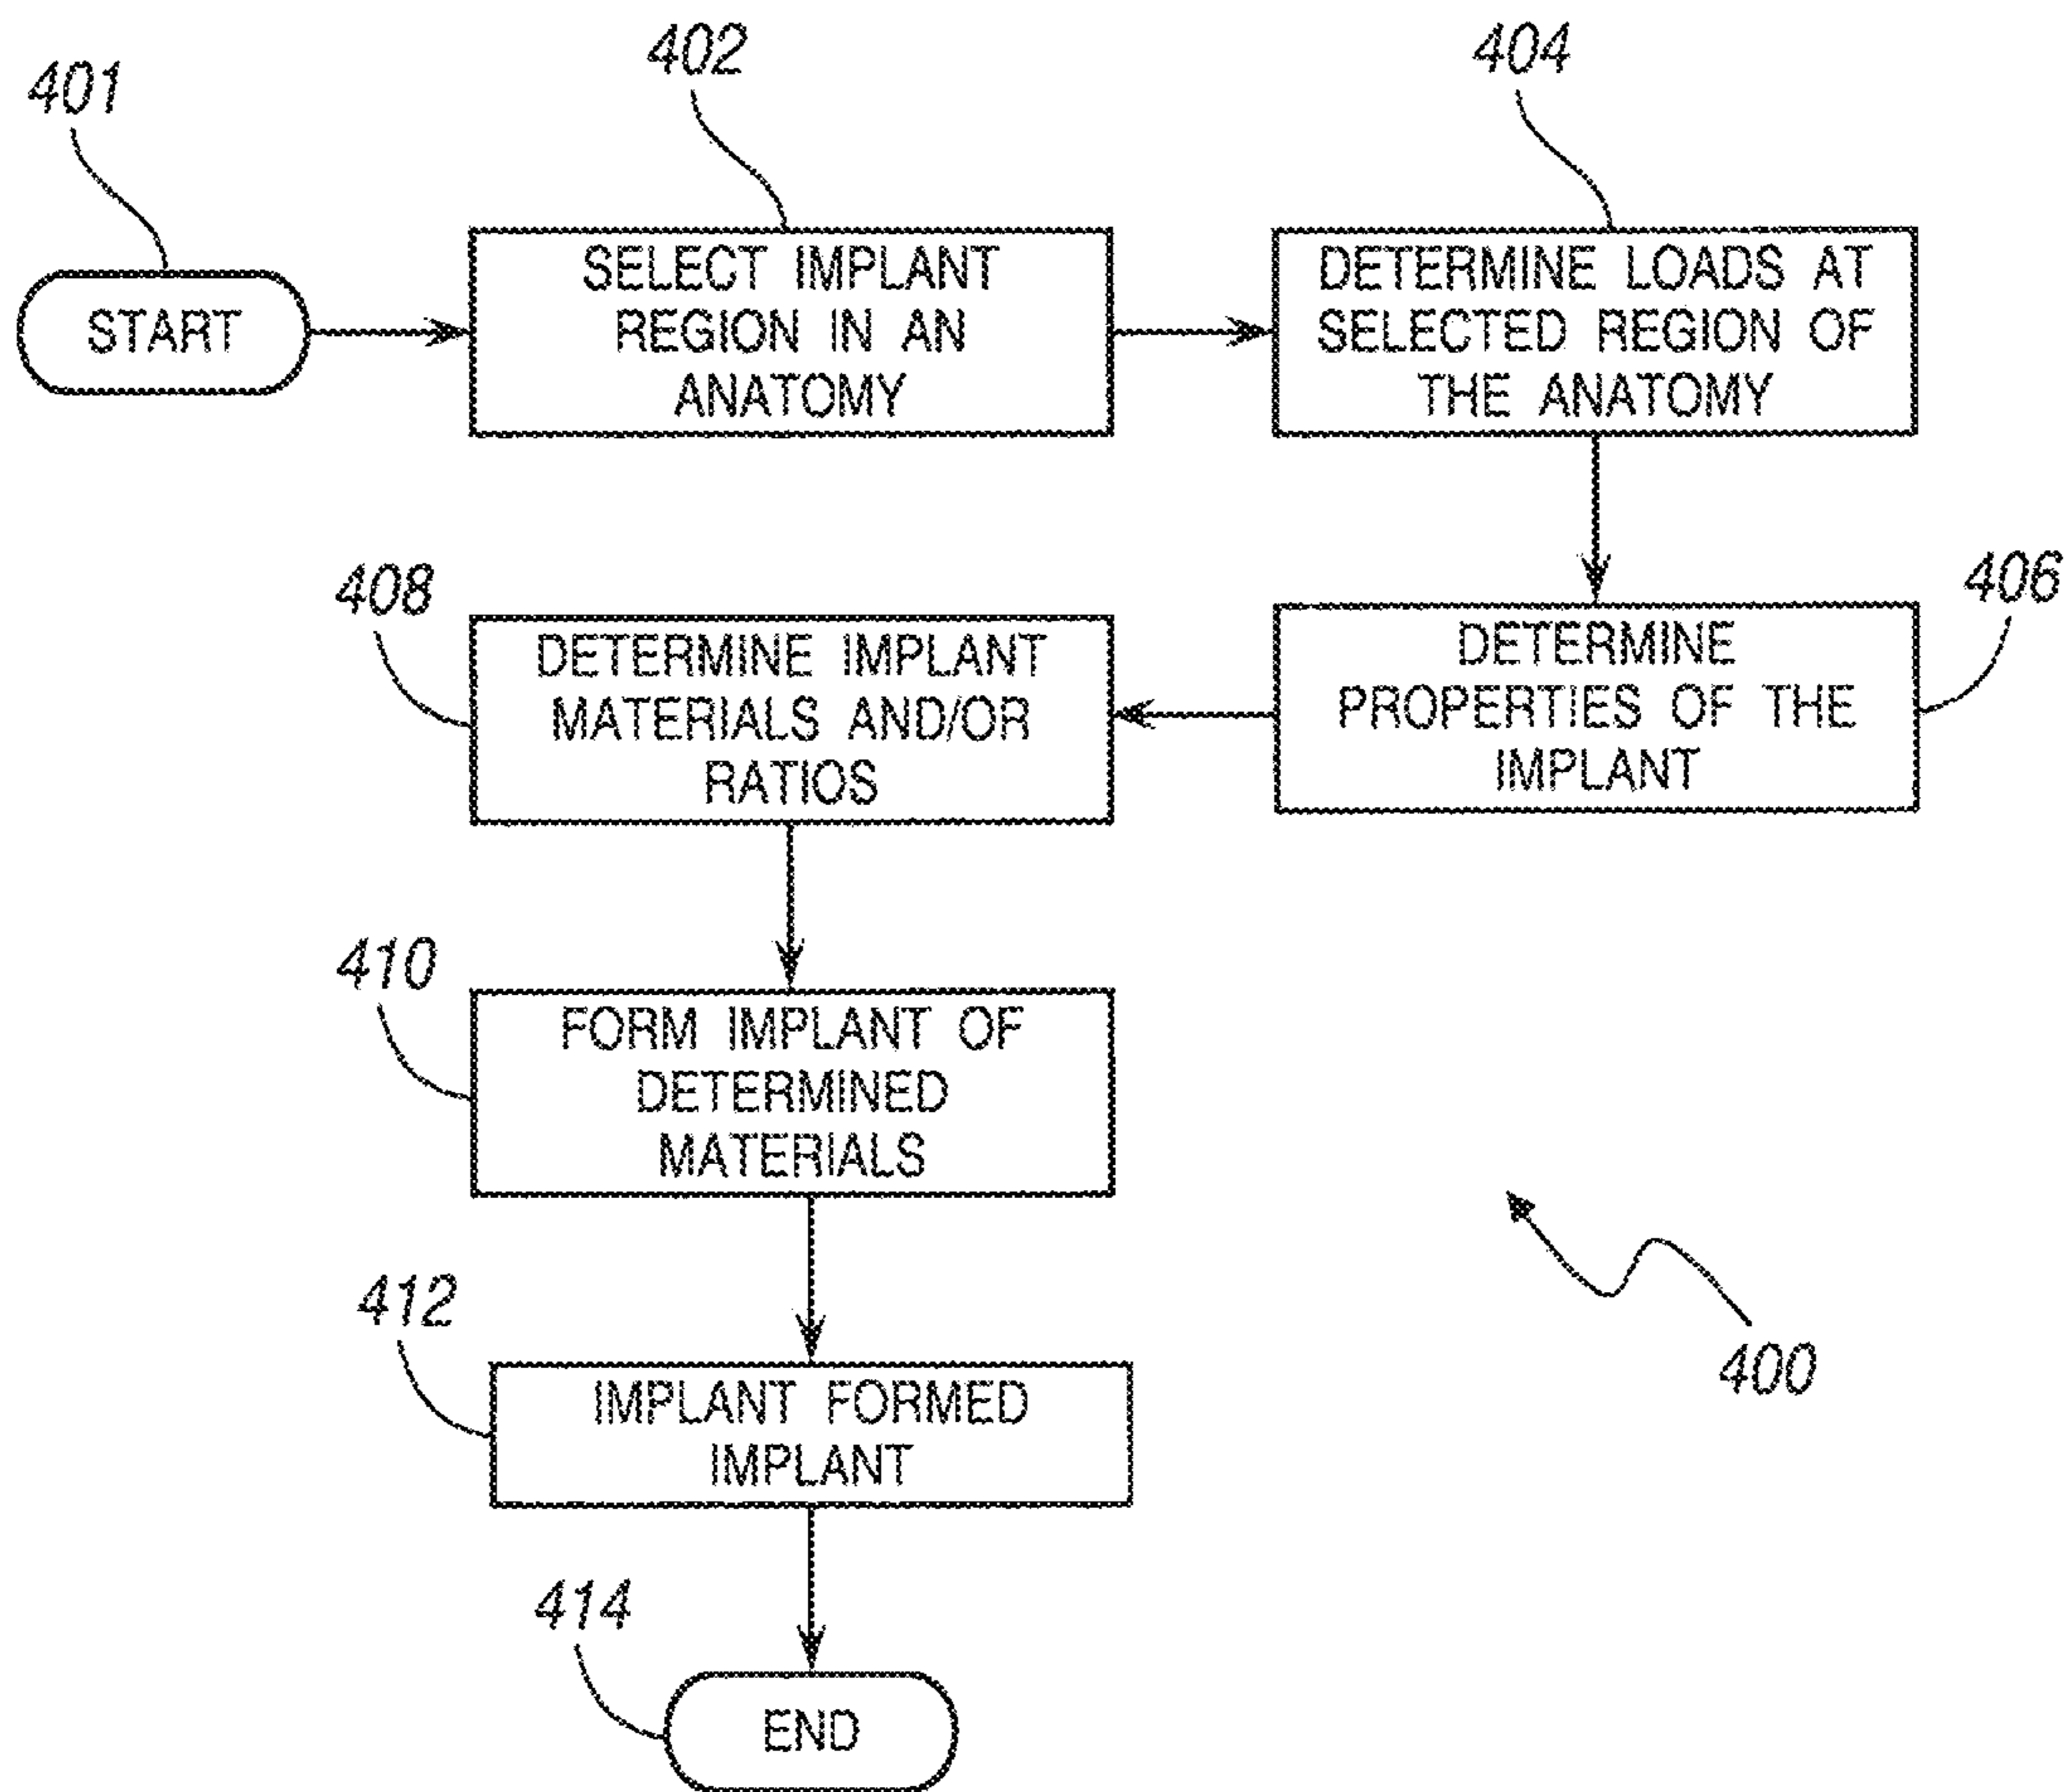 401
START
402
SELECT IMPLANT
REGION IN AN
ANATOMY
404
DETERMINE LOADS AT
SELECTED REGION OF
THE ANATOMY
406
DETERMINE
PROPERTIES OF THE
IMPLANT
408
DETERMINE IMPLANT
MATERIALS AND/OR
RATIOS
410
FORM IMPLANT OF
DETERMINED
MATERIALS
412
IMPLANT FORMED
IMPLANT
414
END
400